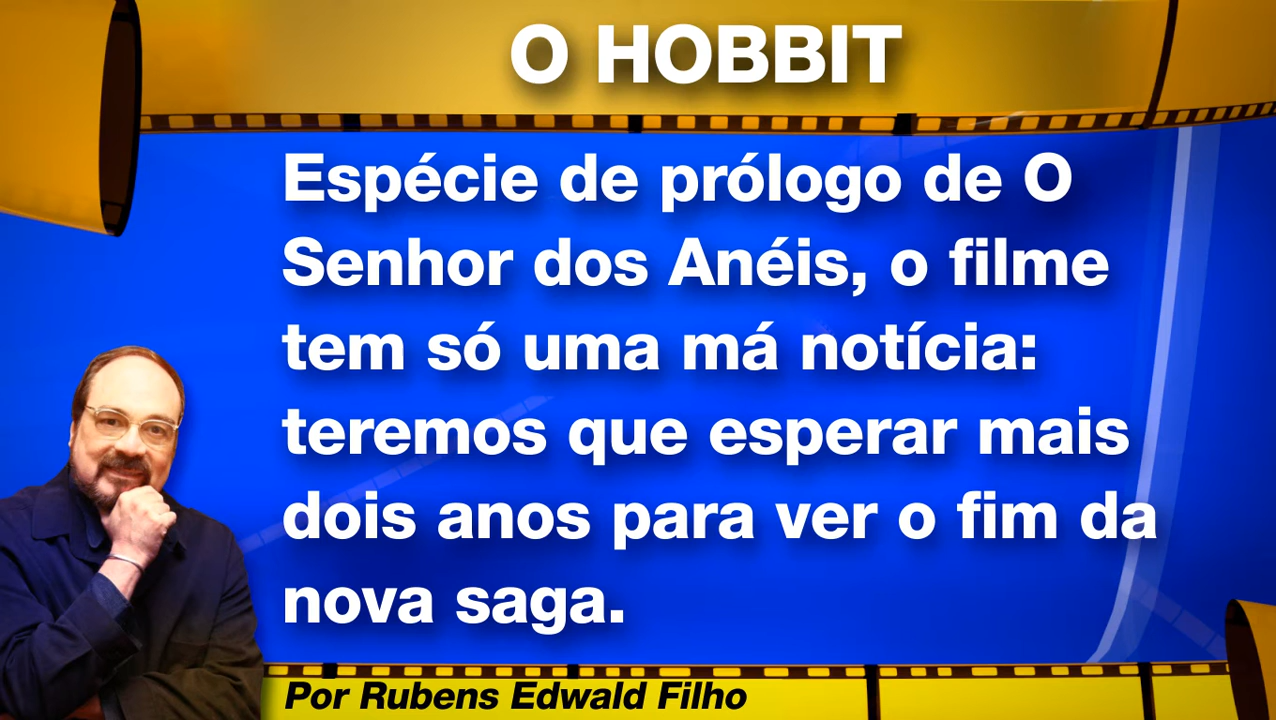 O HOBBIT
Espécie de prólogo de O
Senhor dos Anéis, o filme
tem só uma má notícia:
teremos que esperar mais
dois anos para ver o fim da
nova saga.
Por Rubens Edwald Filho